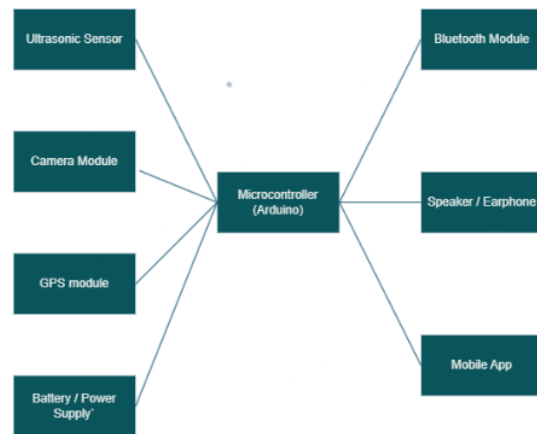 Ultrasonic Sensor
Bluetooth Module
Camera Module
Microcontroller
(Arduino)
Speaker / Earphone
GPS module
Mobile App
Battery / Power
Supply`